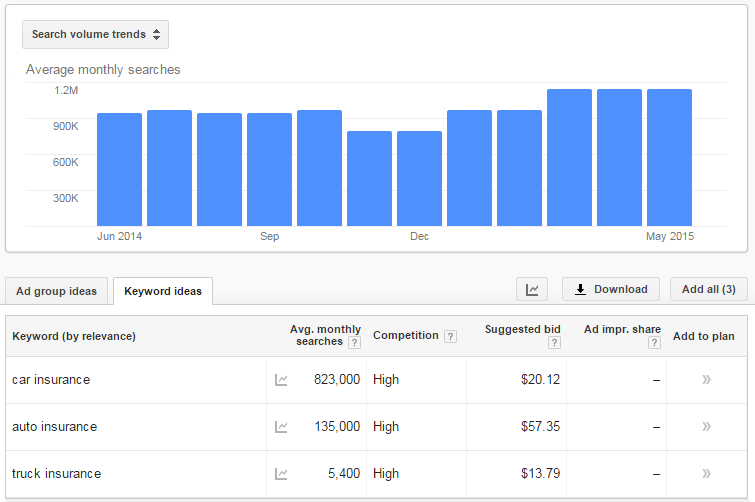 Search volume trends
Average monthly searches
1.2M
900K
600K
300K
Jun 2014 Sep Dec May 2015
Ad group ideas Keyword ideas Download Add all (3)
Keyword (by relevance) Avg. monthly searches ? Competition ? Suggested bid ? Ad impr. share ? Add to plan
car insurance 823,000 High $20.12 – »
auto insurance 135,000 High $57.35 – »
truck insurance 5,400 High $13.79 – »